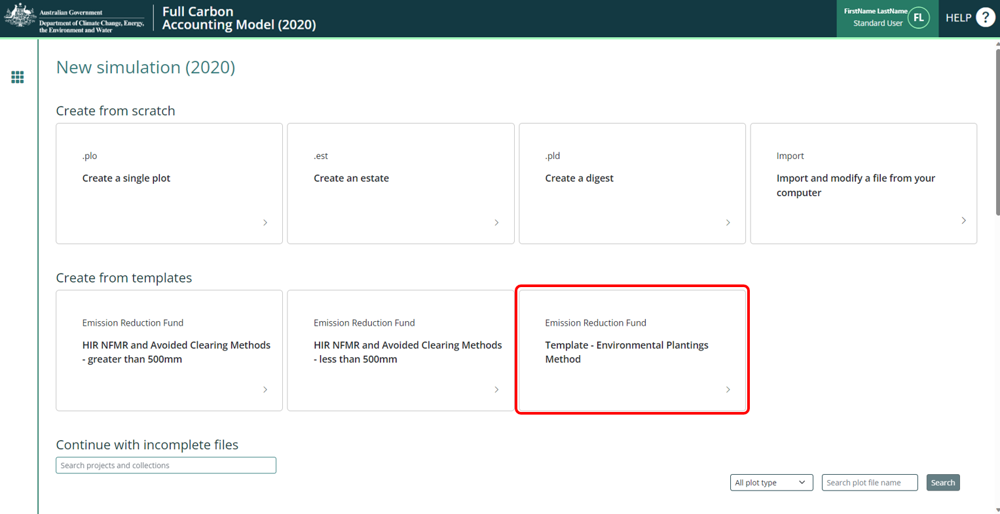 Australian Government
Department of Climate Change, Energy,
the Environment and Water
Full Carbon
Accounting Model (2020)
FirstName LastName
Standard User
FL
HELP
?
New simulation (2020)
Create from scratch
.plo
Create a single plot
.est
Create an estate
.pld
Create a digest
Import
Import and modify a file from your
computer
Create from templates
Emission Reduction Fund
HIR NFMR and Avoided Clearing Methods
- greater than 500mm
Emission Reduction Fund
HIR NFMR and Avoided Clearing Methods
- less than 500mm
Emission Reduction Fund
Template - Environmental Plantings
Method
Continue with incomplete files
Search projects and collections
All plot type
Search plot file name
Search